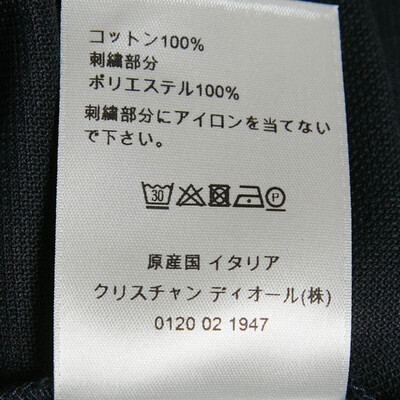 コットン100%
刺繍部分
ポリエステル100%
刺繍部分にアイロンを当てない
で下さい。
30 P
原産国 イタリア
クリスチャン ディオール(株)
0120 02 1947